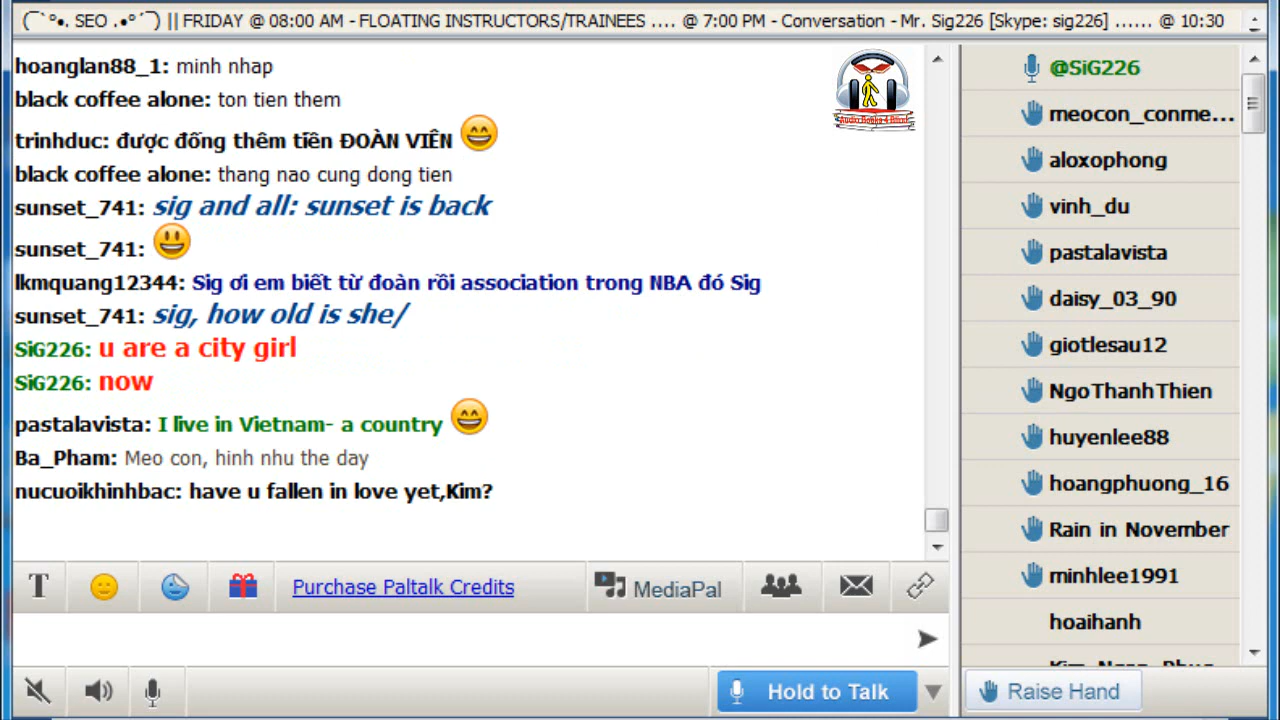 (¯`°•. SEO .•°´¯) || FRIDAY @ 08:00 AM - FLOATING INSTRUCTORS/TRAINEES .... @ 7:00 PM - Conversation - Mr. Sig226 [Skype: sig226] ...... @ 10:30
hoanglan88_1: minh nhap
black coffee alone: ton tien them
trinhduc: được đống thêm tiền ĐOÀN VIÊN 😄
black coffee alone: thang nao cung dong tien
sunset_741: sig and all: sunset is back
sunset_741: 😃
lkmquang12344: Sig ơi em biết từ đoàn rồi association trong NBA đó Sig
sunset_741: sig, how old is she/
SiG226: u are a city girl
SiG226: now
pastalavista: I live in Vietnam- a country 😄
Ba_Pham: Meo con, hinh nhu the day
nucuoikhinhbac: have u fallen in love yet,Kim?
Audio Books 4 Blind
T
Purchase Paltalk Credits
MediaPal
Hold to Talk
@SiG226
meocon_conme...
aloxophong
vinh_du
pastalavista
daisy_03_90
giotlesau12
NgoThanhThien
huyenlee88
hoangphuong_16
Rain in November
minhlee1991
hoaihanh
Raise Hand